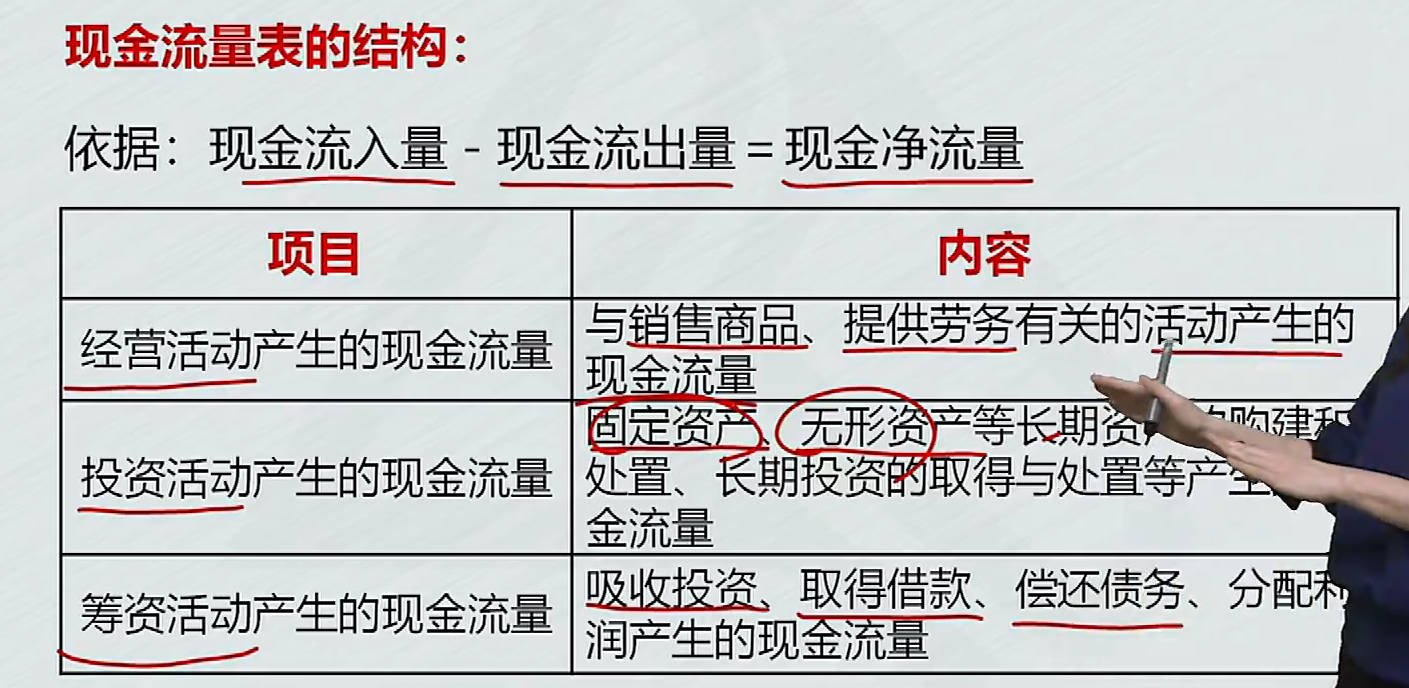 现金流量表的结构：
依据：现金流入量 - 现金流出量 = 现金净流量
项目
内容
经营活动产生的现金流量
与销售商品、提供劳务有关的活动产生的
现金流量
投资活动产生的现金流量
固定资产、无形资产等长期资 购建和
处置、长期投资的取得与处置等产生
金流量
筹资活动产生的现金流量
吸收投资、取得借款、偿还债务、分配利
润产生的现金流量